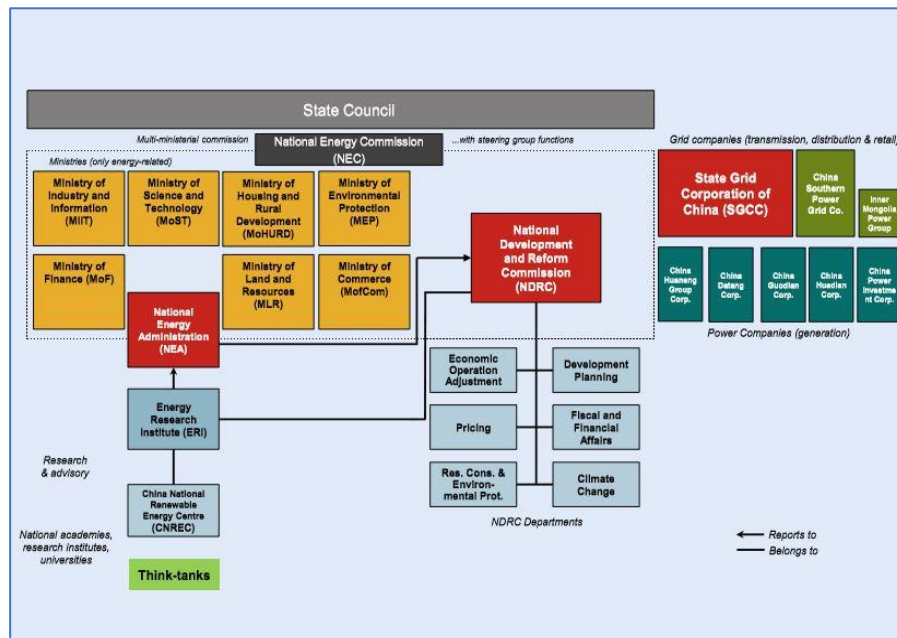 State Council
Multi-ministerial commission
National Energy Commission
(NEC)
...with steering group functions
Grid companies (transmission, distribution & retail)
Ministries (only energy-related)
Ministry of
Industry and
Information
(MIIT)
Ministry of
Science and
Technology
(MoST)
Ministry of
Housing and
Rural
Development
(MoHURD)
Ministry of
Environmental
Protection
(MEP)
State Grid
Corporation of
China (SGCC)
China
Southern
Power
Grid Co.
Inner
Mongolia
Power
Group
National
Development
and Reform
Commission
(NDRC)
Ministry of
Finance (MoF)
National
Energy
Administration
(NEA)
Ministry of
Land and
Resources
(MLR)
Ministry of
Commerce
(MofCom)
China
Huaneng
Group
Corp.
China
Datang
Corp.
China
Guodian
Corp.
China
Huadian
Corp.
China
Power
Investme
nt Corp.
Power Companies (generation)
Economic
Operation
Adjustment
Development
Planning
Energy
Research
Institute (ERI)
Pricing
Fiscal and
Financial
Affairs
Research
& advisory
Res. Cons. &
Environ-
mental Prot.
Climate
Change
China National
Renewable
Energy Centre
(CNREC)
NDRC Departments
National academies,
research institutes,
universities
Think-tanks
Reports to
Belongs to